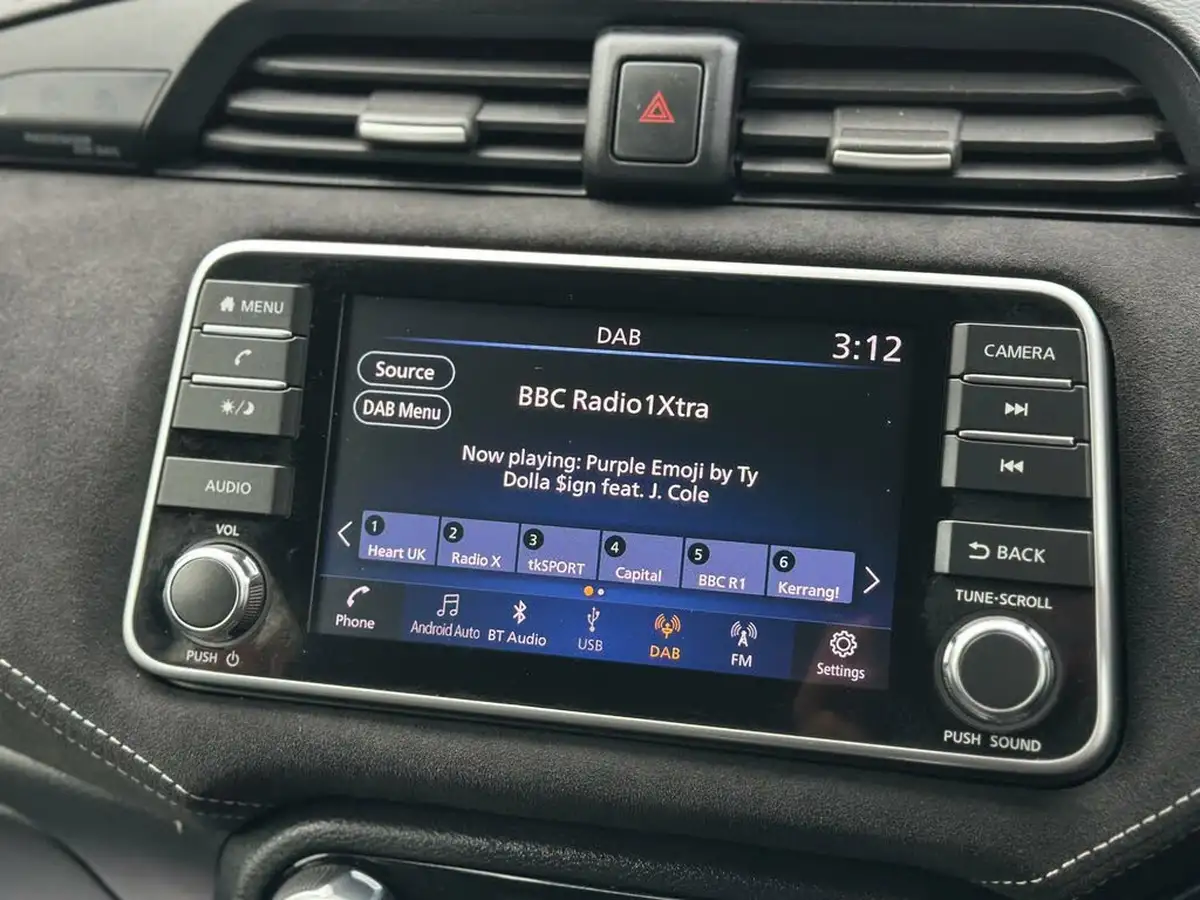 MENU
AUDIO
VOL
PUSH
DAB
3:12
Source
DAB Menu
BBC Radio1Xtra
Now playing: Purple Emoji by Ty
Dolla $ign feat. J. Cole
1 Heart UK
2 Radio X
3 tkSPORT
4 Capital
5 BBC R1
6 Kerrang!
Phone
Android Auto
BT Audio
USB
DAB
FM
Settings
CAMERA
BACK
TUNE·SCROLL
PUSH SOUND